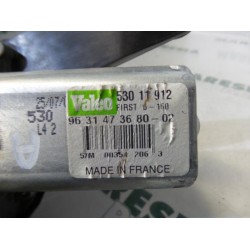 25/07/
530
L4 2
Valeo
530 11 912
FIRST 0-160
96 31 47 36 80-02
MADE IN FRANCE